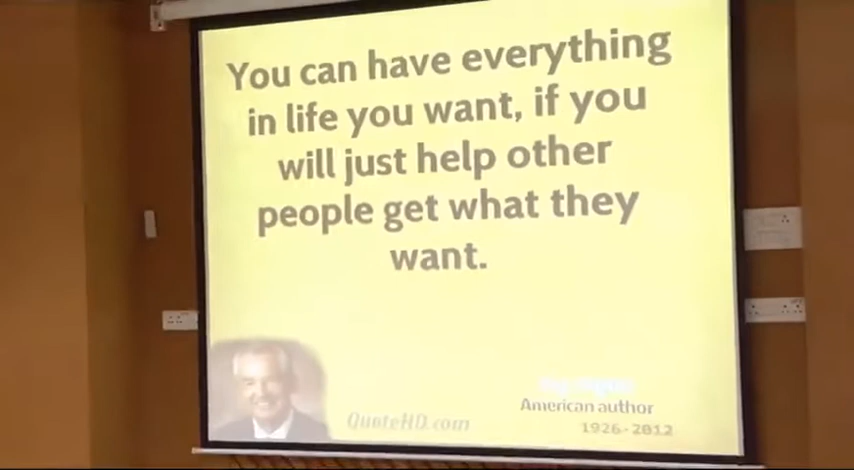 You can have everything
in life you want, if you
will just help other
people get what they
want.
QuoteHD.com
American author
1926-2012